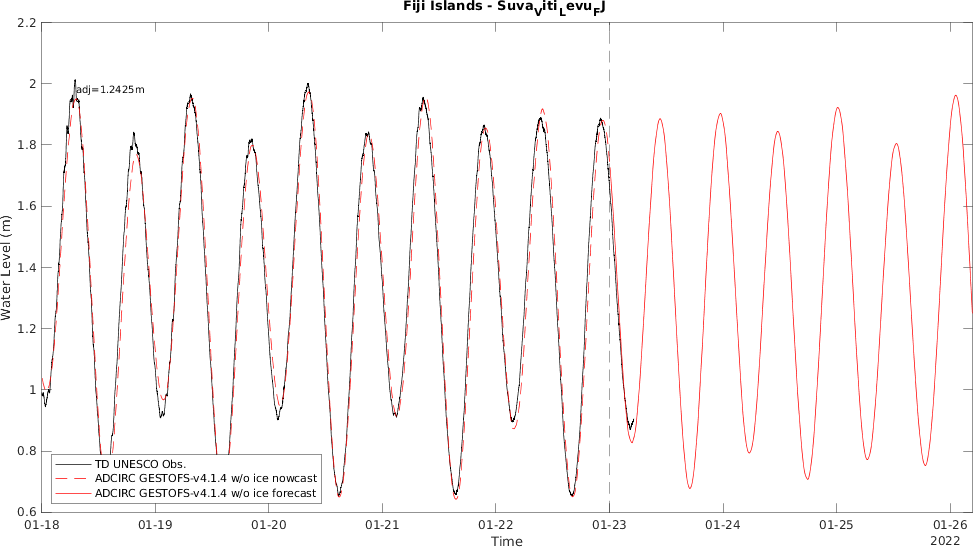 Fiji Islands - Suva_Viti_Levu_FJ
2.2
2
1.8
1.6
1.4
1.2
1
0.8
0.6
Water Level (m)
adj=1.2425m
TD UNESCO Obs.
ADCIRC GESTOFS-v4.1.4 w/o ice nowcast
ADCIRC GESTOFS-v4.1.4 w/o ice forecast
01-18 01-19 01-20 01-21 01-22 01-23 01-24 01-25 01-26
2022
Time